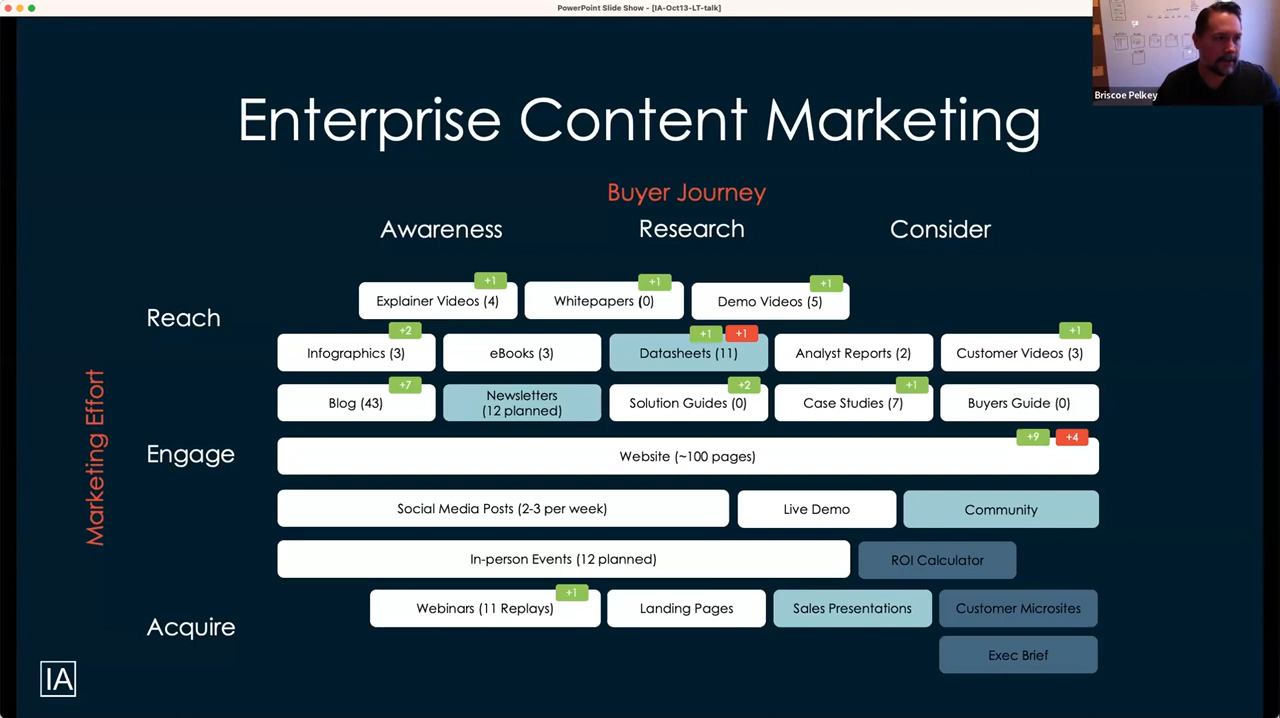 PowerPoint Slide Show - [IA-Oct13-LT-talk]
Briscoe Pelkey
Enterprise Content Marketing
Buyer Journey
Awareness
Research
Consider
Marketing Effort
Reach
+1
+1
+1
Explainer Videos (4)
Whitepapers (0)
Demo Videos (5)
+2
+1
+1
+1
Infographics (3)
eBooks (3)
Datasheets (11)
Analyst Reports (2)
Customer Videos (3)
+7
+2
+1
Blog (43)
Newsletters
(12 planned)
Solution Guides (0)
Case Studies (7)
Buyers Guide (0)
Engage
+9
+4
Website (~100 pages)
Social Media Posts (2-3 per week)
Live Demo
Community
In-person Events (12 planned)
ROI Calculator
Acquire
+1
Webinars (11 Replays)
Landing Pages
Sales Presentations
Customer Microsites
Exec Brief
IA